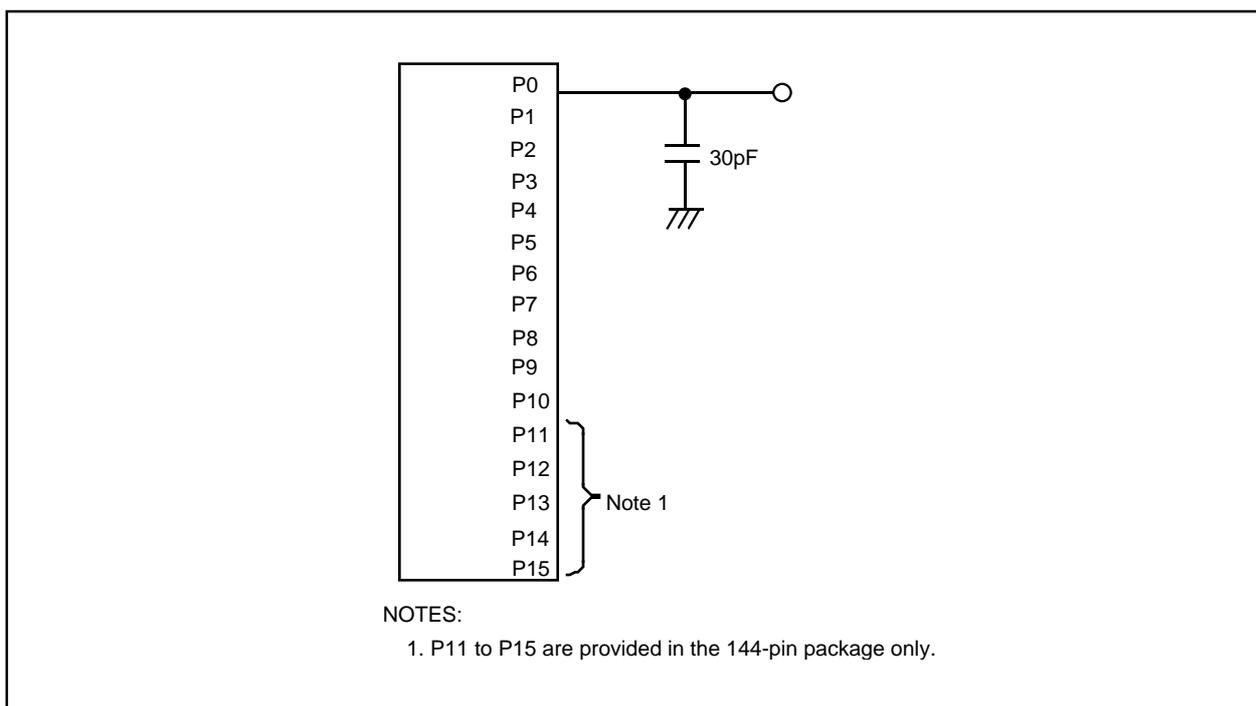 P0
P1
P2
30pF
P3
P4
P5
P6
P7
P8
P9
P10
P11
P12
P13
Note 1
P14
P15
NOTES:
1. P11 to P15 are provided in the 144-pin package only.